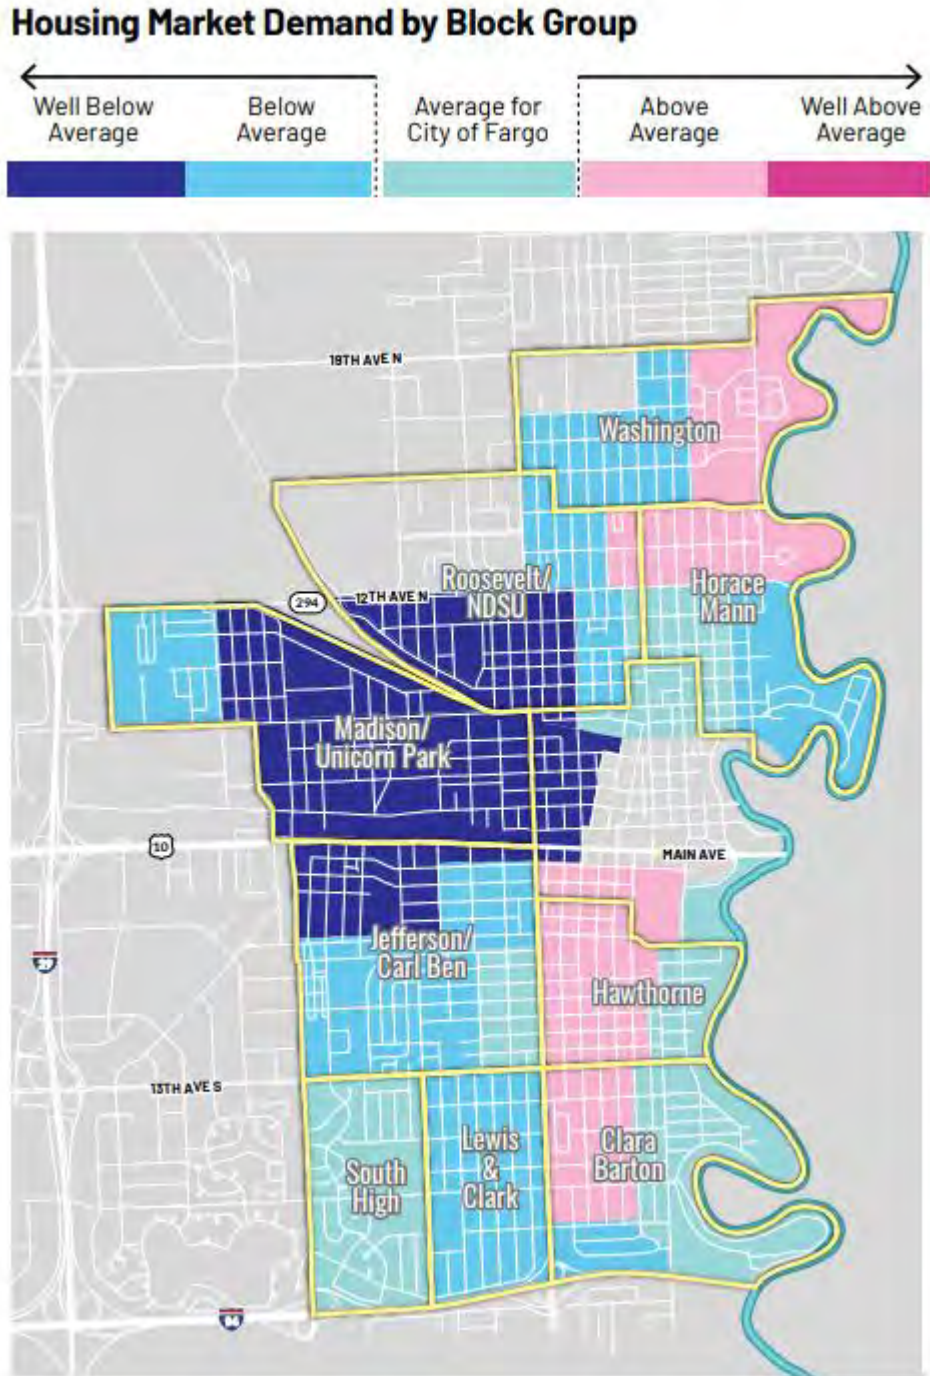 Housing Market Demand by Block Group
Well Below
Average
Below
Average
Average for
City of Fargo
Above
Average
Well Above
Average
19TH AVE N
Washington
Roosevelt/
NDSU
12TH AVE N
294
Horace
Mann
Madison/
Unicorn Park
10
MAIN AVE
Jefferson/
Carl Ben
Hawthorne
13TH AVE S
Lewis
&
Clark
Clara
Barton
South
High